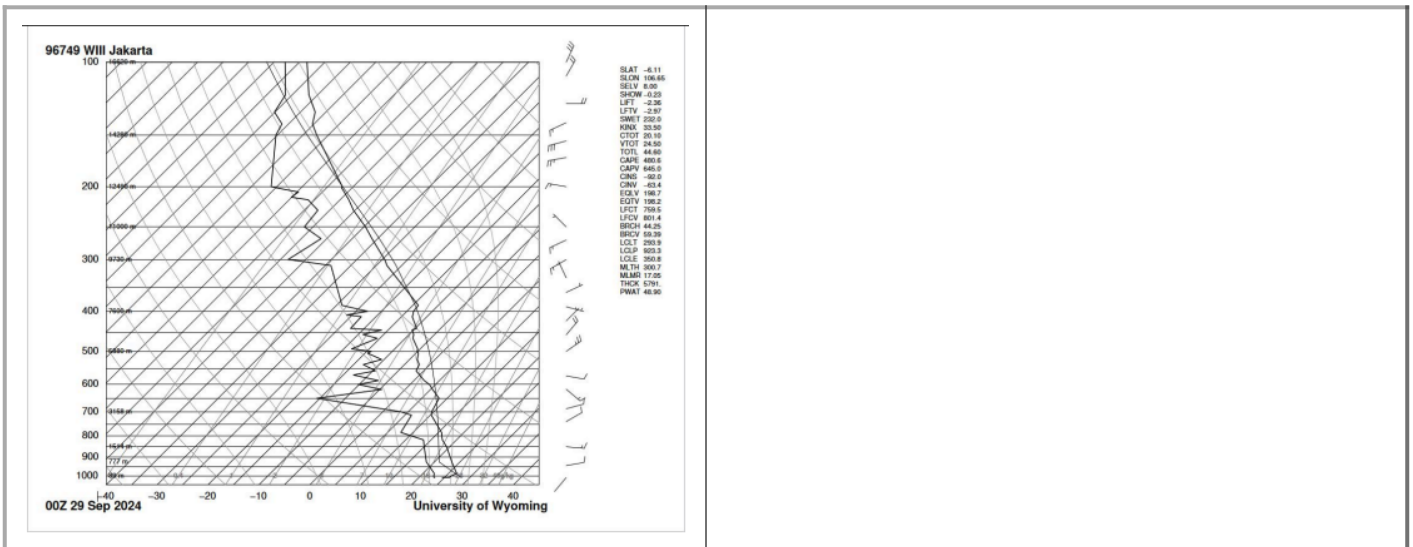 96749 WIII Jakarta
100
16620 m
14260 m
200
12400 m
11000 m
300
9730 m
400
7600 m
500
5880 m
600
700
3158 m
800
1514 m
900
777 m
1000
-40 -30 -20 -10 0 10 20 30 40
00Z 29 Sep 2024
University of Wyoming
SLAT -6.11
SLON 106.65
SELV 8.00
SHOW -0.23
LIFT -2.36
LFTV -2.97
SWET 232.0
KINX 33.50
CTOT 20.10
VTOT 24.50
TOTL 44.60
CAPE 480.6
CAPV 645.0
CINS -92.0
CINV -63.4
EQLV 198.7
EQTV 198.2
LFCT 759.5
LFCV 801.4
BRCH 44.25
BRCV 59.39
LCLT 293.9
LCLP 923.3
LCLE 350.8
MLTH 300.7
MLMR 17.05
THCK 5791.
PWAT 48.90